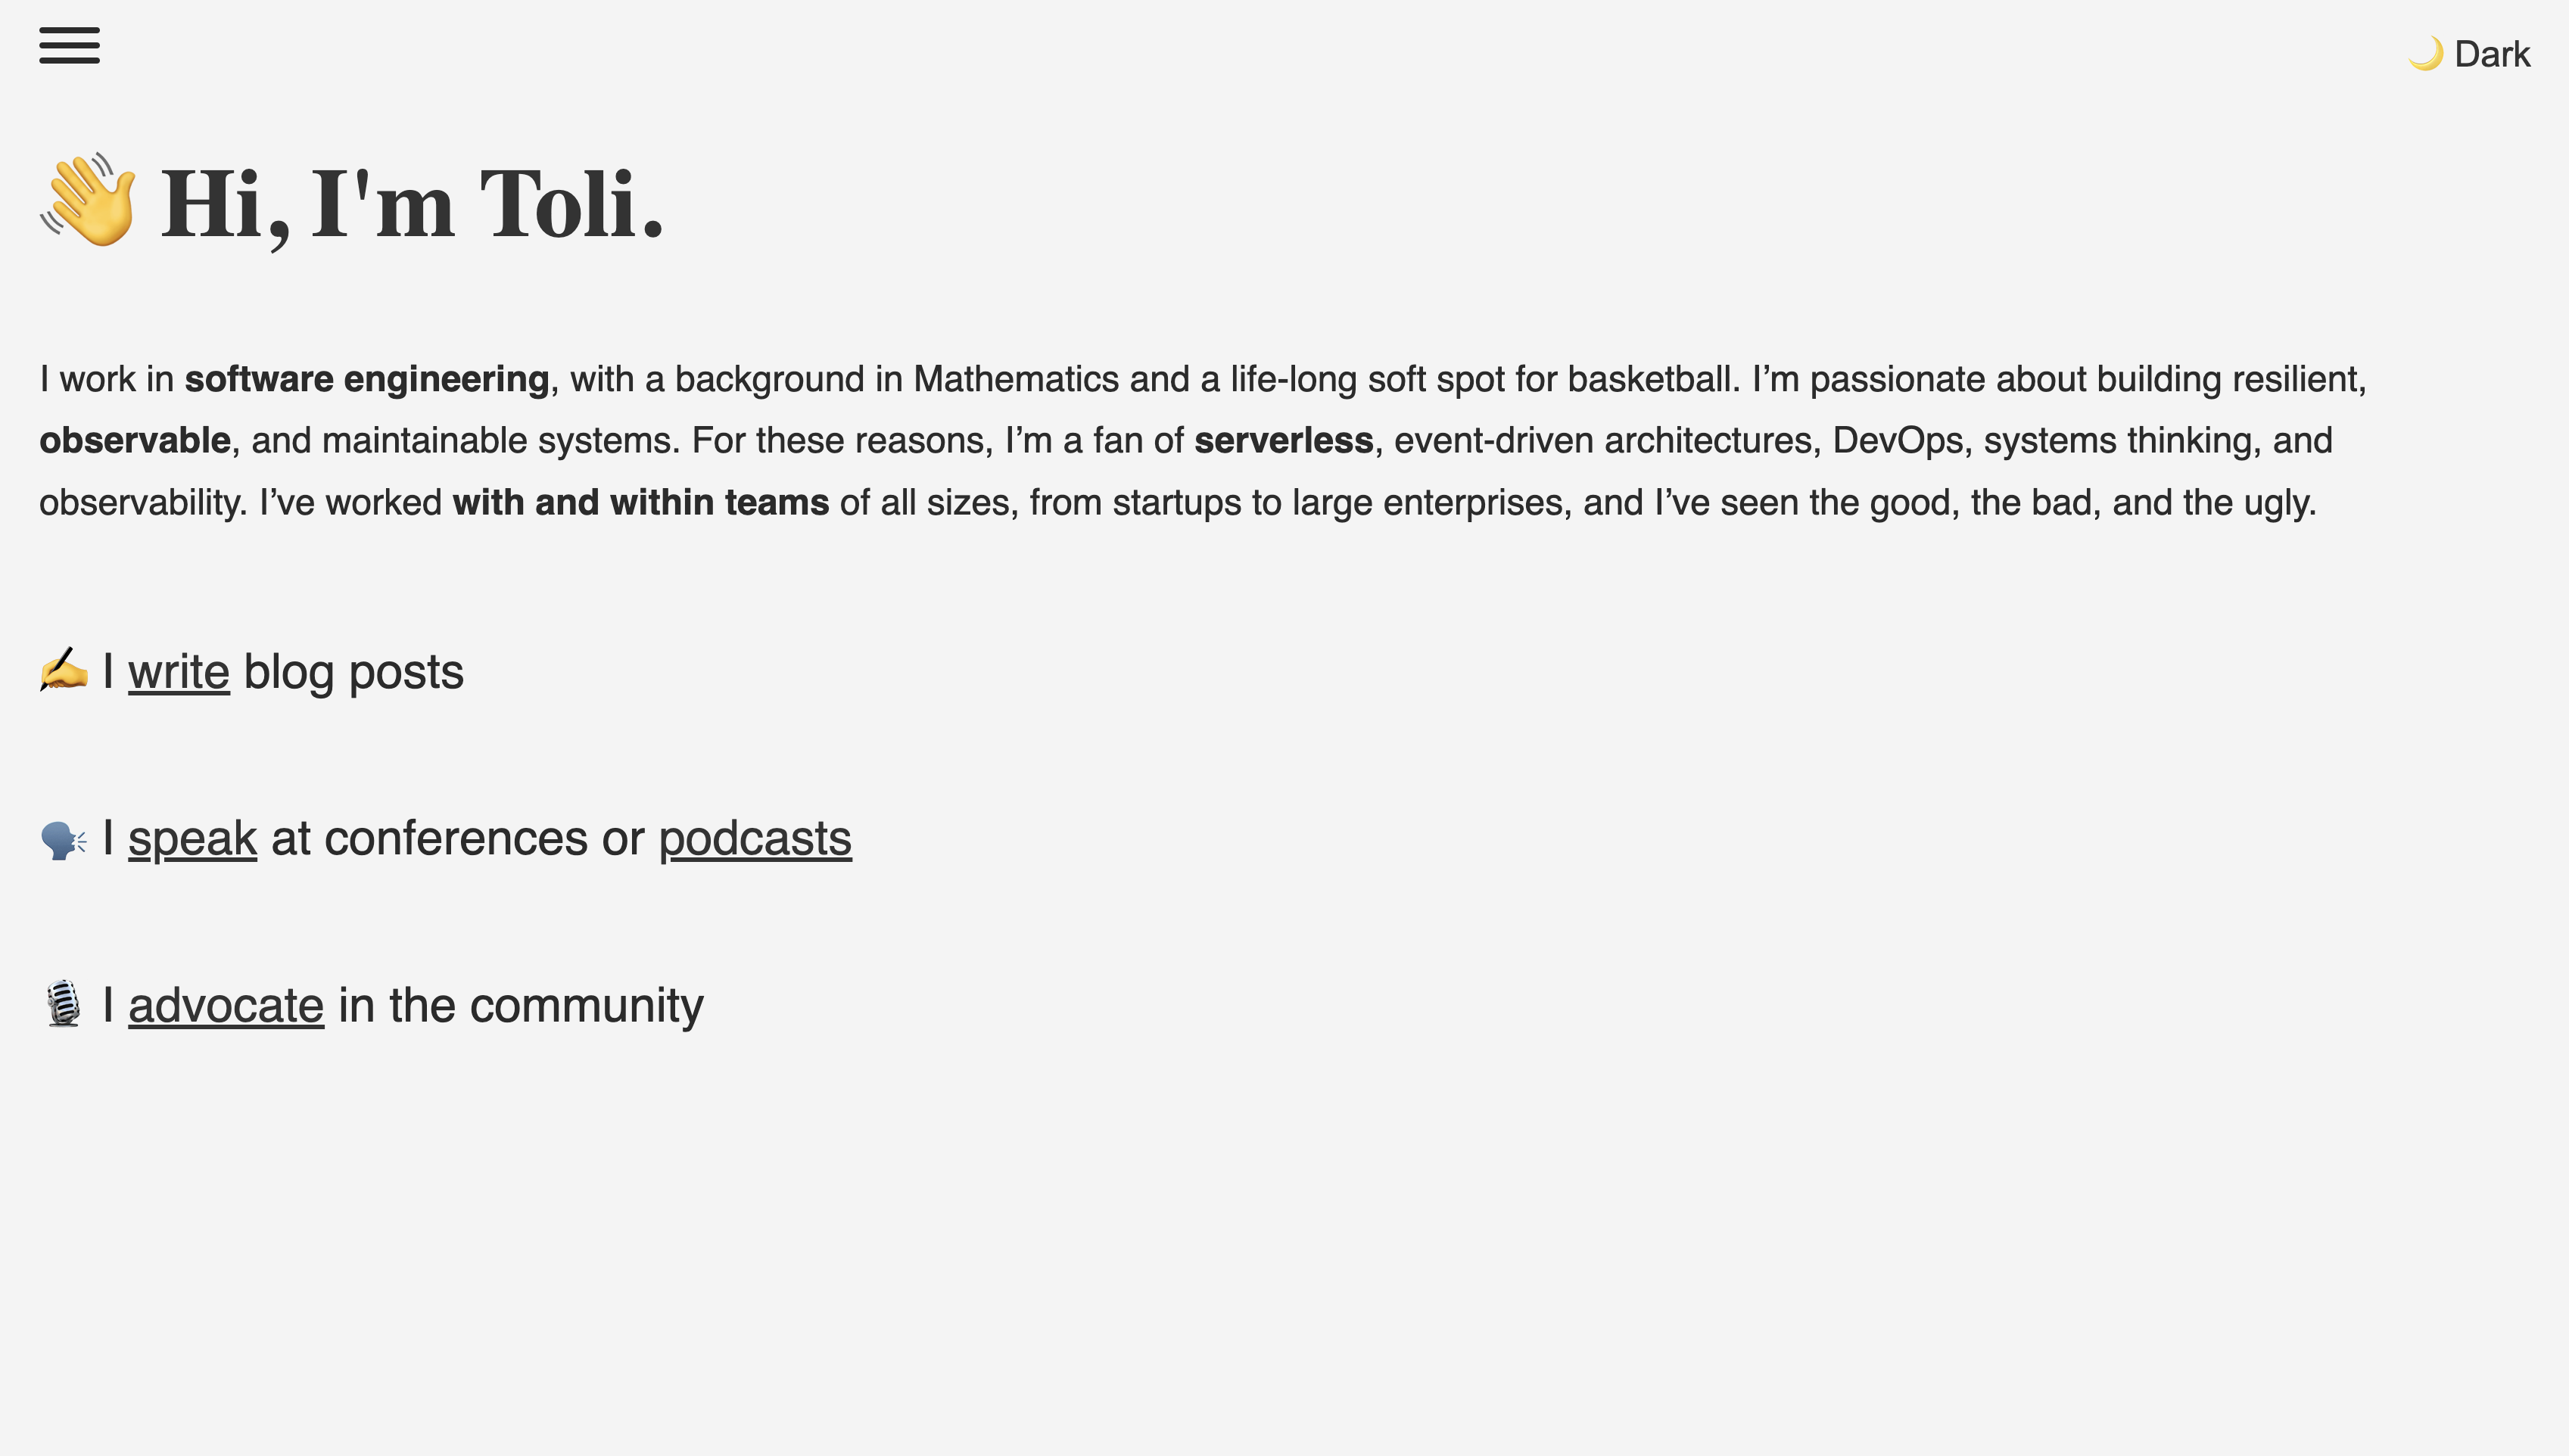 🌙 Dark
👋 Hi, I'm Toli.
I work in software engineering, with a background in Mathematics and a life-long soft spot for basketball. I’m passionate about building resilient,
observable, and maintainable systems. For these reasons, I’m a fan of serverless, event-driven architectures, DevOps, systems thinking, and
observability. I’ve worked with and within teams of all sizes, from startups to large enterprises, and I’ve seen the good, the bad, and the ugly.
✍️ I write blog posts
🗣️ I speak at conferences or podcasts
🎙️ I advocate in the community